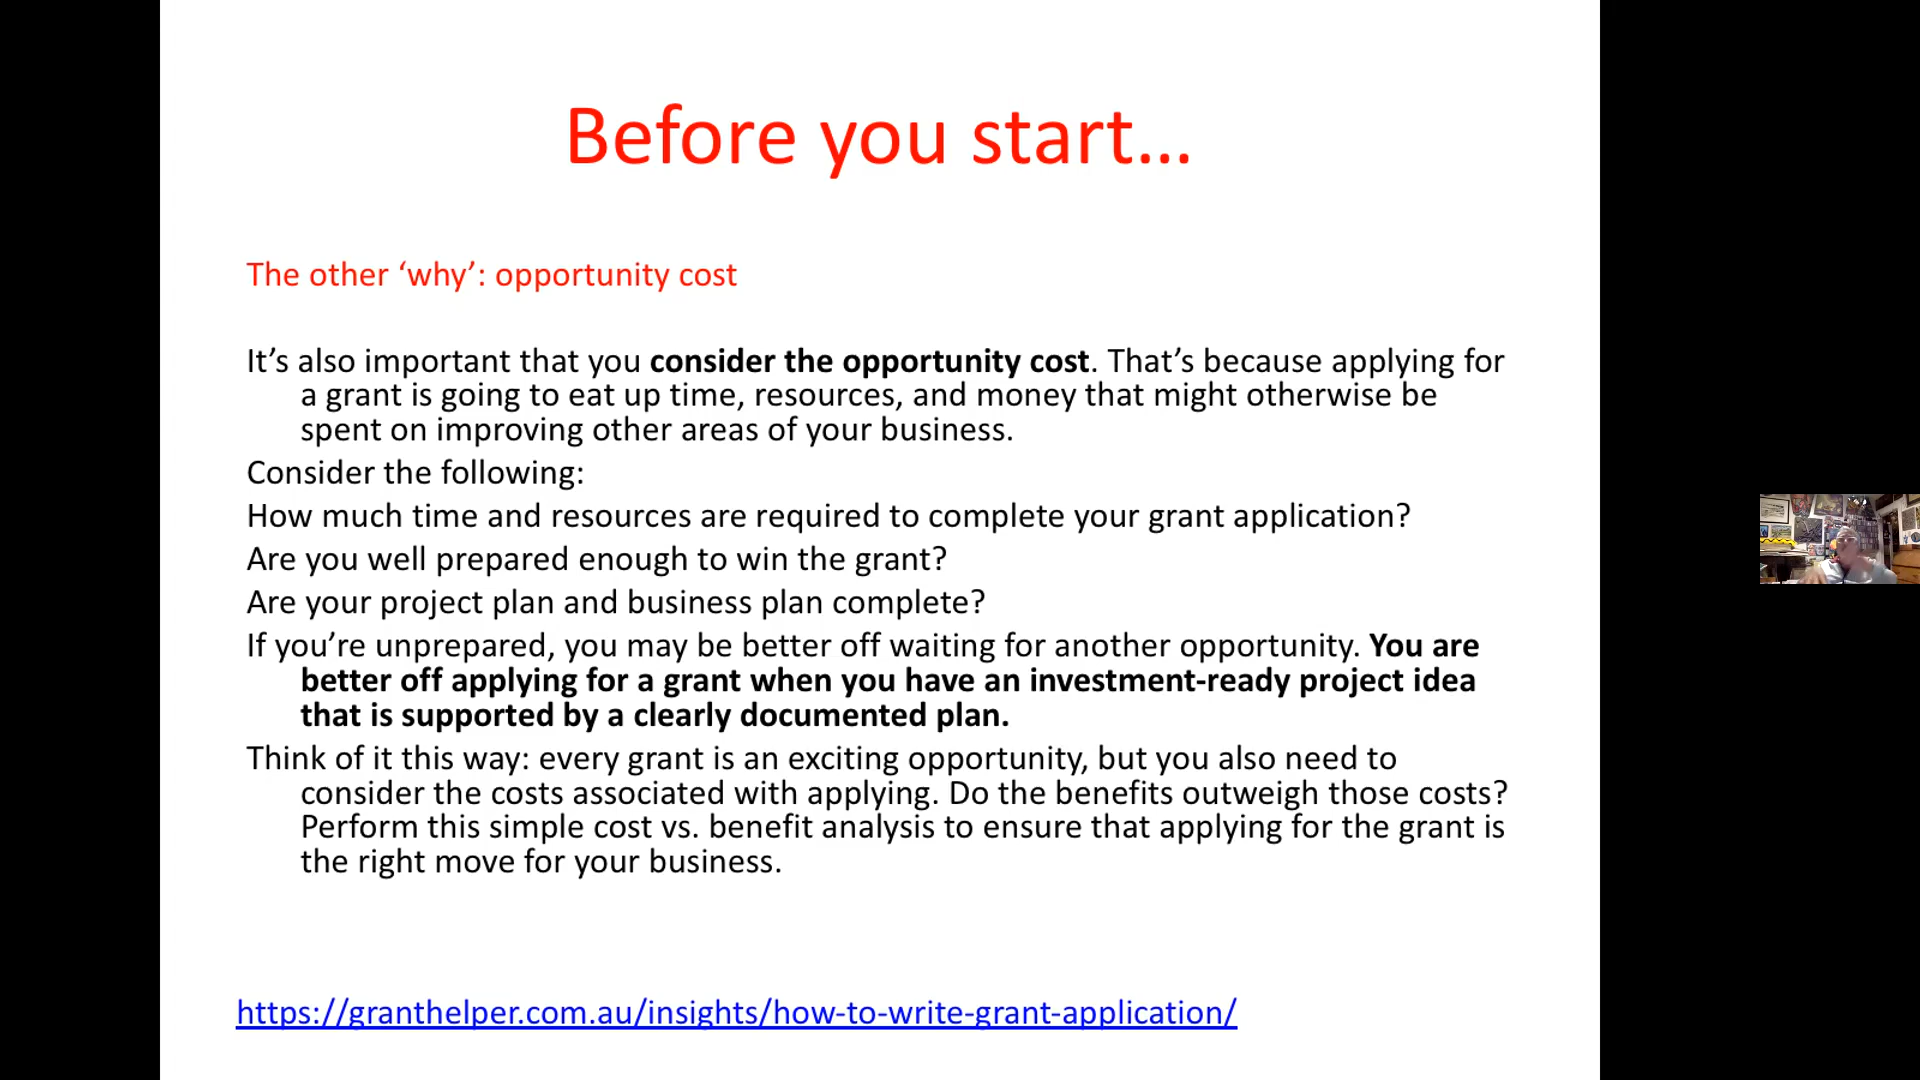 Before you start...
The other ‘why’: opportunity cost
It’s also important that you consider the opportunity cost. That’s because applying for
a grant is going to eat up time, resources, and money that might otherwise be
spent on improving other areas of your business.
Consider the following:
How much time and resources are required to complete your grant application?
Are you well prepared enough to win the grant?
Are your project plan and business plan complete?
If you’re unprepared, you may be better off waiting for another opportunity. You are
better off applying for a grant when you have an investment-ready project idea
that is supported by a clearly documented plan.
Think of it this way: every grant is an exciting opportunity, but you also need to
consider the costs associated with applying. Do the benefits outweigh those costs?
Perform this simple cost vs. benefit analysis to ensure that applying for the grant is
the right move for your business.
https://granthelper.com.au/insights/how-to-write-grant-application/